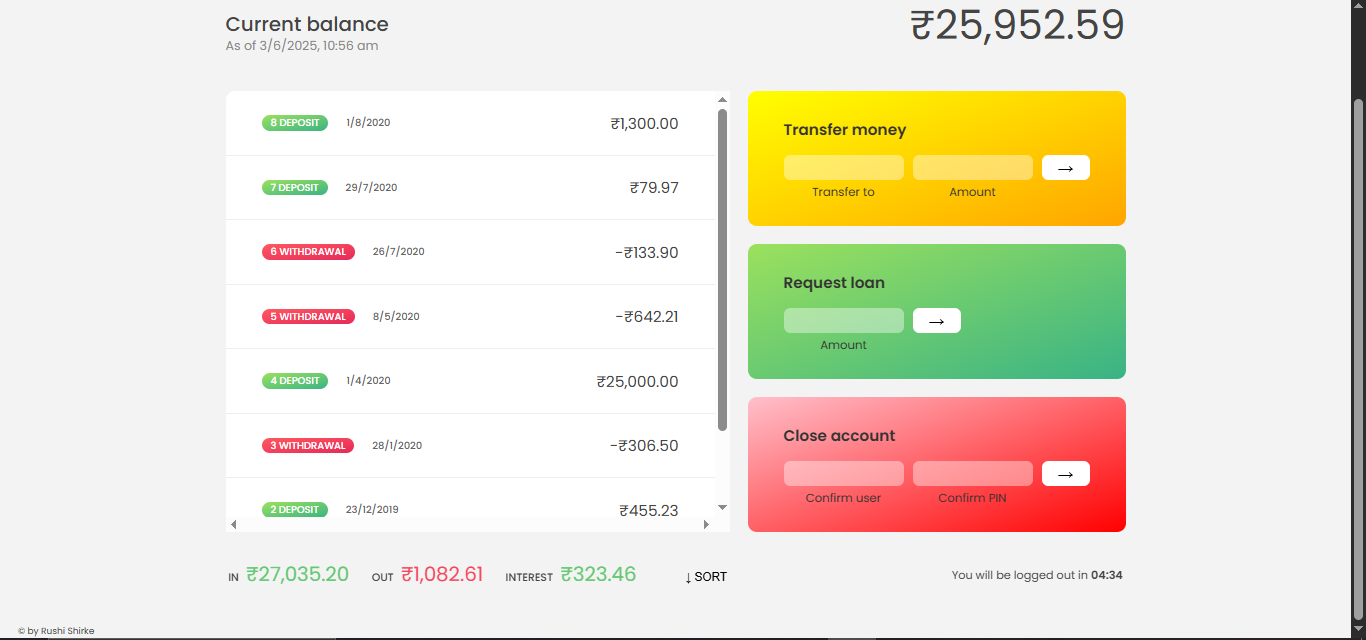 Current balance
As of 3/6/2025, 10:56 am
₹25,952.59
8 DEPOSIT 1/8/2020 ₹1,300.00
7 DEPOSIT 29/7/2020 ₹79.97
6 WITHDRAWAL 26/7/2020 -₹133.90
5 WITHDRAWAL 8/5/2020 -₹642.21
4 DEPOSIT 1/4/2020 ₹25,000.00
3 WITHDRAWAL 28/1/2020 -₹306.50
2 DEPOSIT 23/12/2019 ₹455.23
Transfer money
→
Transfer to Amount
Request loan
→
Amount
Close account
→
Confirm user Confirm PIN
IN ₹27,035.20 OUT ₹1,082.61 INTEREST ₹323.46 ↓ SORT
You will be logged out in 04:34
© by Rushi Shirke